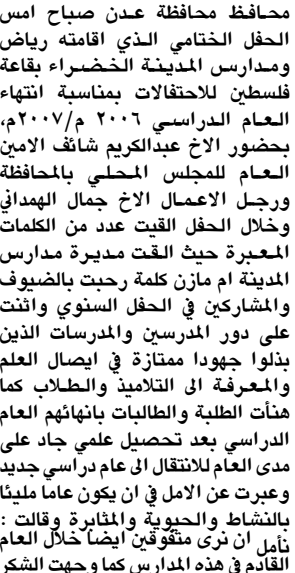 محافظ محافظة عدن صباح امس
الحفل الختامي الذي اقامته رياض
ومدارس المدينة الخضراء بقاعة
فلسطين للاحتفالات بمناسبة انتهاء
العام الدراسي ٢٠٠٦ م/٢٠٠٧م،
بحضور الاخ عبدالكريم شائف الامين
العام للمجلس المحلي بالمحافظة
ورجل الاعمال الاخ جمال الهمداني
وخلال الحفل القيت عدد من الكلمات
المعبرة حيث القت مديرة مدارس
المدينة ام مازن كلمة رحبت بالضيوف
والمشاركين في الحفل السنوي واثنت
على دور المدرسين والمدرسات الذين
بذلوا جهودا ممتازة في ايصال العلم
والمعرفة الى التلاميذ والطلاب كما
هنأت الطلبة والطالبات بانهائهم العام
الدراسي بعد تحصيل علمي جاد على
مدى العام للانتقال الى عام دراسي جديد
وعبرت عن الامل في ان يكون عاما مليئا
بالنشاط والحيوية والمثابرة وقالت :
نأمل ان نرى متفوقين ايضا خلال العام
القادم في هذه المدارس كما وجهت الشكر